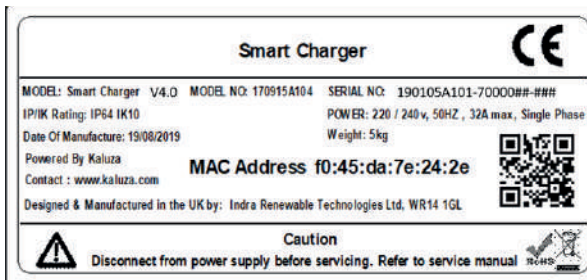 Smart Charger
CE
MODEL: Smart Charger V4.0 MODEL NO: 170915A104 SERIAL NO: 190105A101-70000##-###
IP/IK Rating: IP64 IK10 POWER: 220 / 240v, 50HZ , 32A max, Single Phase
Date Of Manufacture: 19/08/2019 Weight: 5kg
Powered By Kaluza
MAC Address f0:45:da:7e:24:2e
Contact : www.kaluza.com
Designed & Manufactured in the UK by: Indra Renewable Technologies Ltd, WR14 1GL
Caution
Disconnect from power supply before servicing. Refer to service manual
RoHS